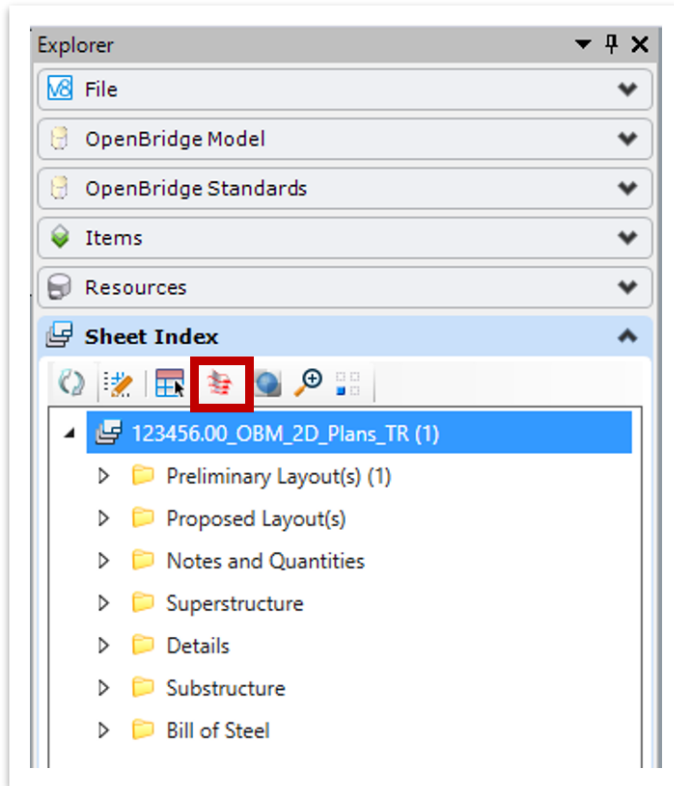 Explorer
V8 File
OpenBridge Model
OpenBridge Standards
Items
Resources
Sheet Index
123456.00_OBM_2D_Plans_TR (1)
Preliminary Layout(s) (1)
Proposed Layout(s)
Notes and Quantities
Superstructure
Details
Substructure
Bill of Steel